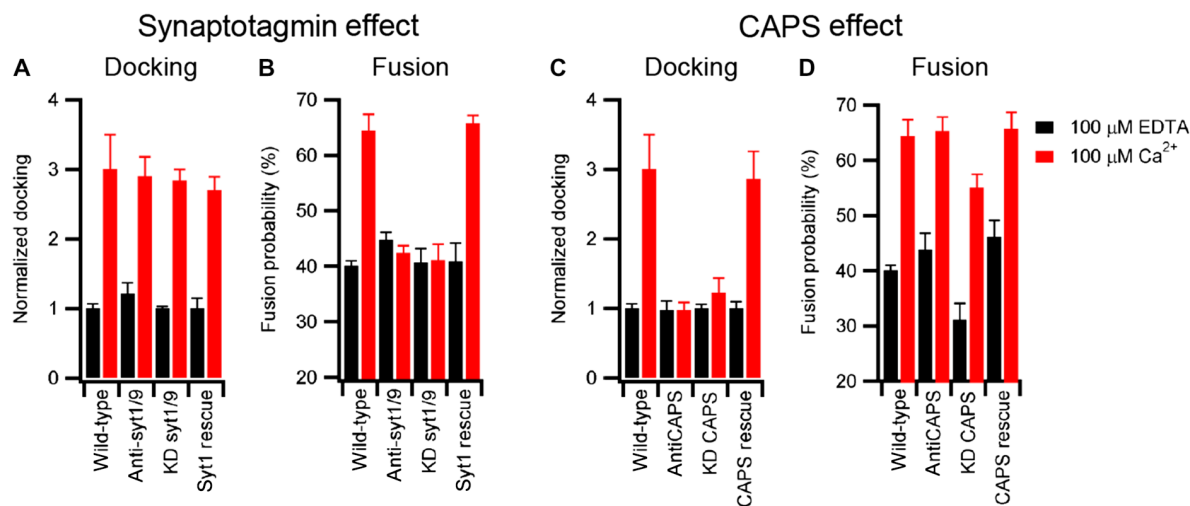 Synaptotagmin effect
CAPS effect
A
Docking
B
Fusion
C
Docking
D
Fusion
4
3
2
1
0
Normalized docking
Wild-type
Anti-syt1/9
KD syt1/9
Syt1 rescue
70
60
50
40
30
20
Fusion probability (%)
Wild-type
Anti-syt1/9
KD syt1/9
Syt1 rescue
4
3
2
1
0
Normalized docking
Wild-type
AntiCAPS
KD CAPS
CAPS rescue
70
60
50
40
30
20
Fusion probability (%)
Wild-type
AntiCAPS
KD CAPS
CAPS rescue
100 μM EDTA
100 μM Ca²⁺